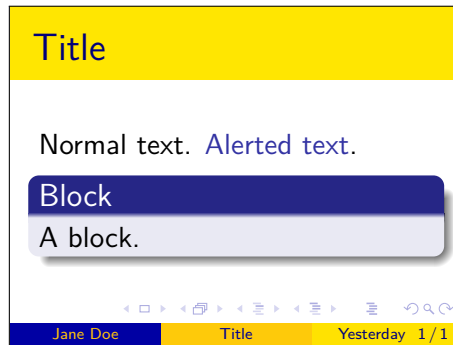 Title
Normal text. Alerted text.
Block
A block.
Jane Doe Title Yesterday 1 / 1